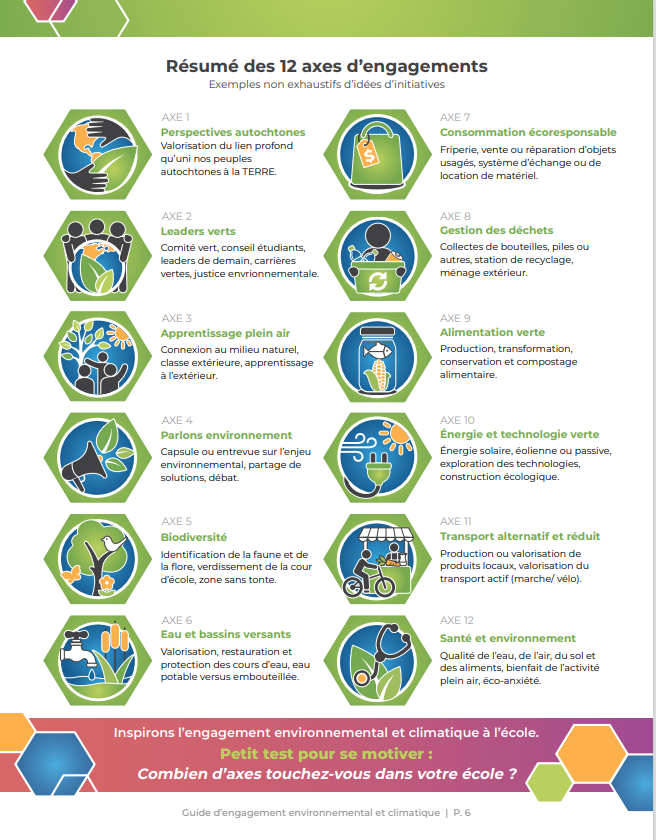 Résumé des 12 axes d'engagements
Exemples non exhaustifs d'idées d'initiatives
AXE 1
Perspectives autochtones
Valorisation du lien profond
qu'uni nos peuples
autochtones à la TERRE.
AXE 2
Leaders verts
Comité vert, conseil étudiants,
leaders de demain, carrières
vertes, justice envrionnementale.
AXE 3
Apprentissage plein air
Connexion au milieu naturel,
classe extérieure, apprentissage
à l'extérieur.
AXE 4
Parlons environnement
Capsule ou entrevue sur l'enjeu
environnemental, partage de
solutions, débat.
AXE 5
Biodiversité
Identification de la faune et de
la flore, verdissement de la cour
d'école, zone sans tonte.
AXE 6
Eau et bassins versants
Valorisation, restauration et
protection des cours d'eau, eau
potable versus embouteillée.
AXE 7
Consommation écoresponsable
Friperie, vente ou réparation d'objets
usagés, système d'échange ou de
location de matériel.
$
AXE 8
Gestion des déchets
Collectes de bouteilles, piles ou
autres, station de recyclage,
ménage extérieur.
AXE 9
Alimentation verte
Production, transformation,
conservation et compostage
alimentaire.
AXE 10
Énergie et technologie verte
Énergie solaire, éolienne ou passive,
exploration des technologies,
construction écologique.
AXE 11
Transport alternatif et réduit
Production ou valorisation de
produits locaux, valorisation du
transport actif (marche/ vélo).
AXE 12
Santé et environnement
Qualité de l'eau, de l'air, du sol et
des aliments, bienfait de l'activité
plein air, éco-anxiété.
Inspirons l'engagement environnemental et climatique à l'école.
Petit test pour se motiver :
Combien d'axes touchez-vous dans votre école ?
Guide d'engagement environnemental et climatique | P. 6